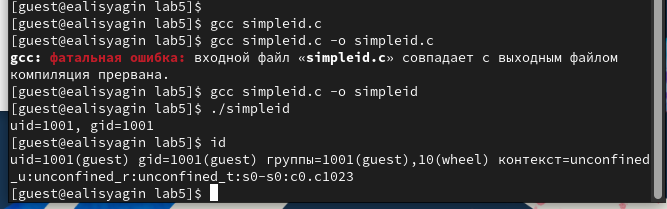 [guest@ealisyagin lab5]$
[guest@ealisyagin lab5]$ gcc simpleid.c
[guest@ealisyagin lab5]$ gcc simpleid.c -o simpleid.c
gcc: фатальная ошибка: входной файл «simpleid.c» совпадает с выходным файлом
компиляция прервана.
[guest@ealisyagin lab5]$ gcc simpleid.c -o simpleid
[guest@ealisyagin lab5]$ ./simpleid
uid=1001, gid=1001
[guest@ealisyagin lab5]$ id
uid=1001(guest) gid=1001(guest) группы=1001(guest),10(wheel) контекст=unconfined
_u:unconfined_r:unconfined_t:s0-s0:c0.c1023
[guest@ealisyagin lab5]$